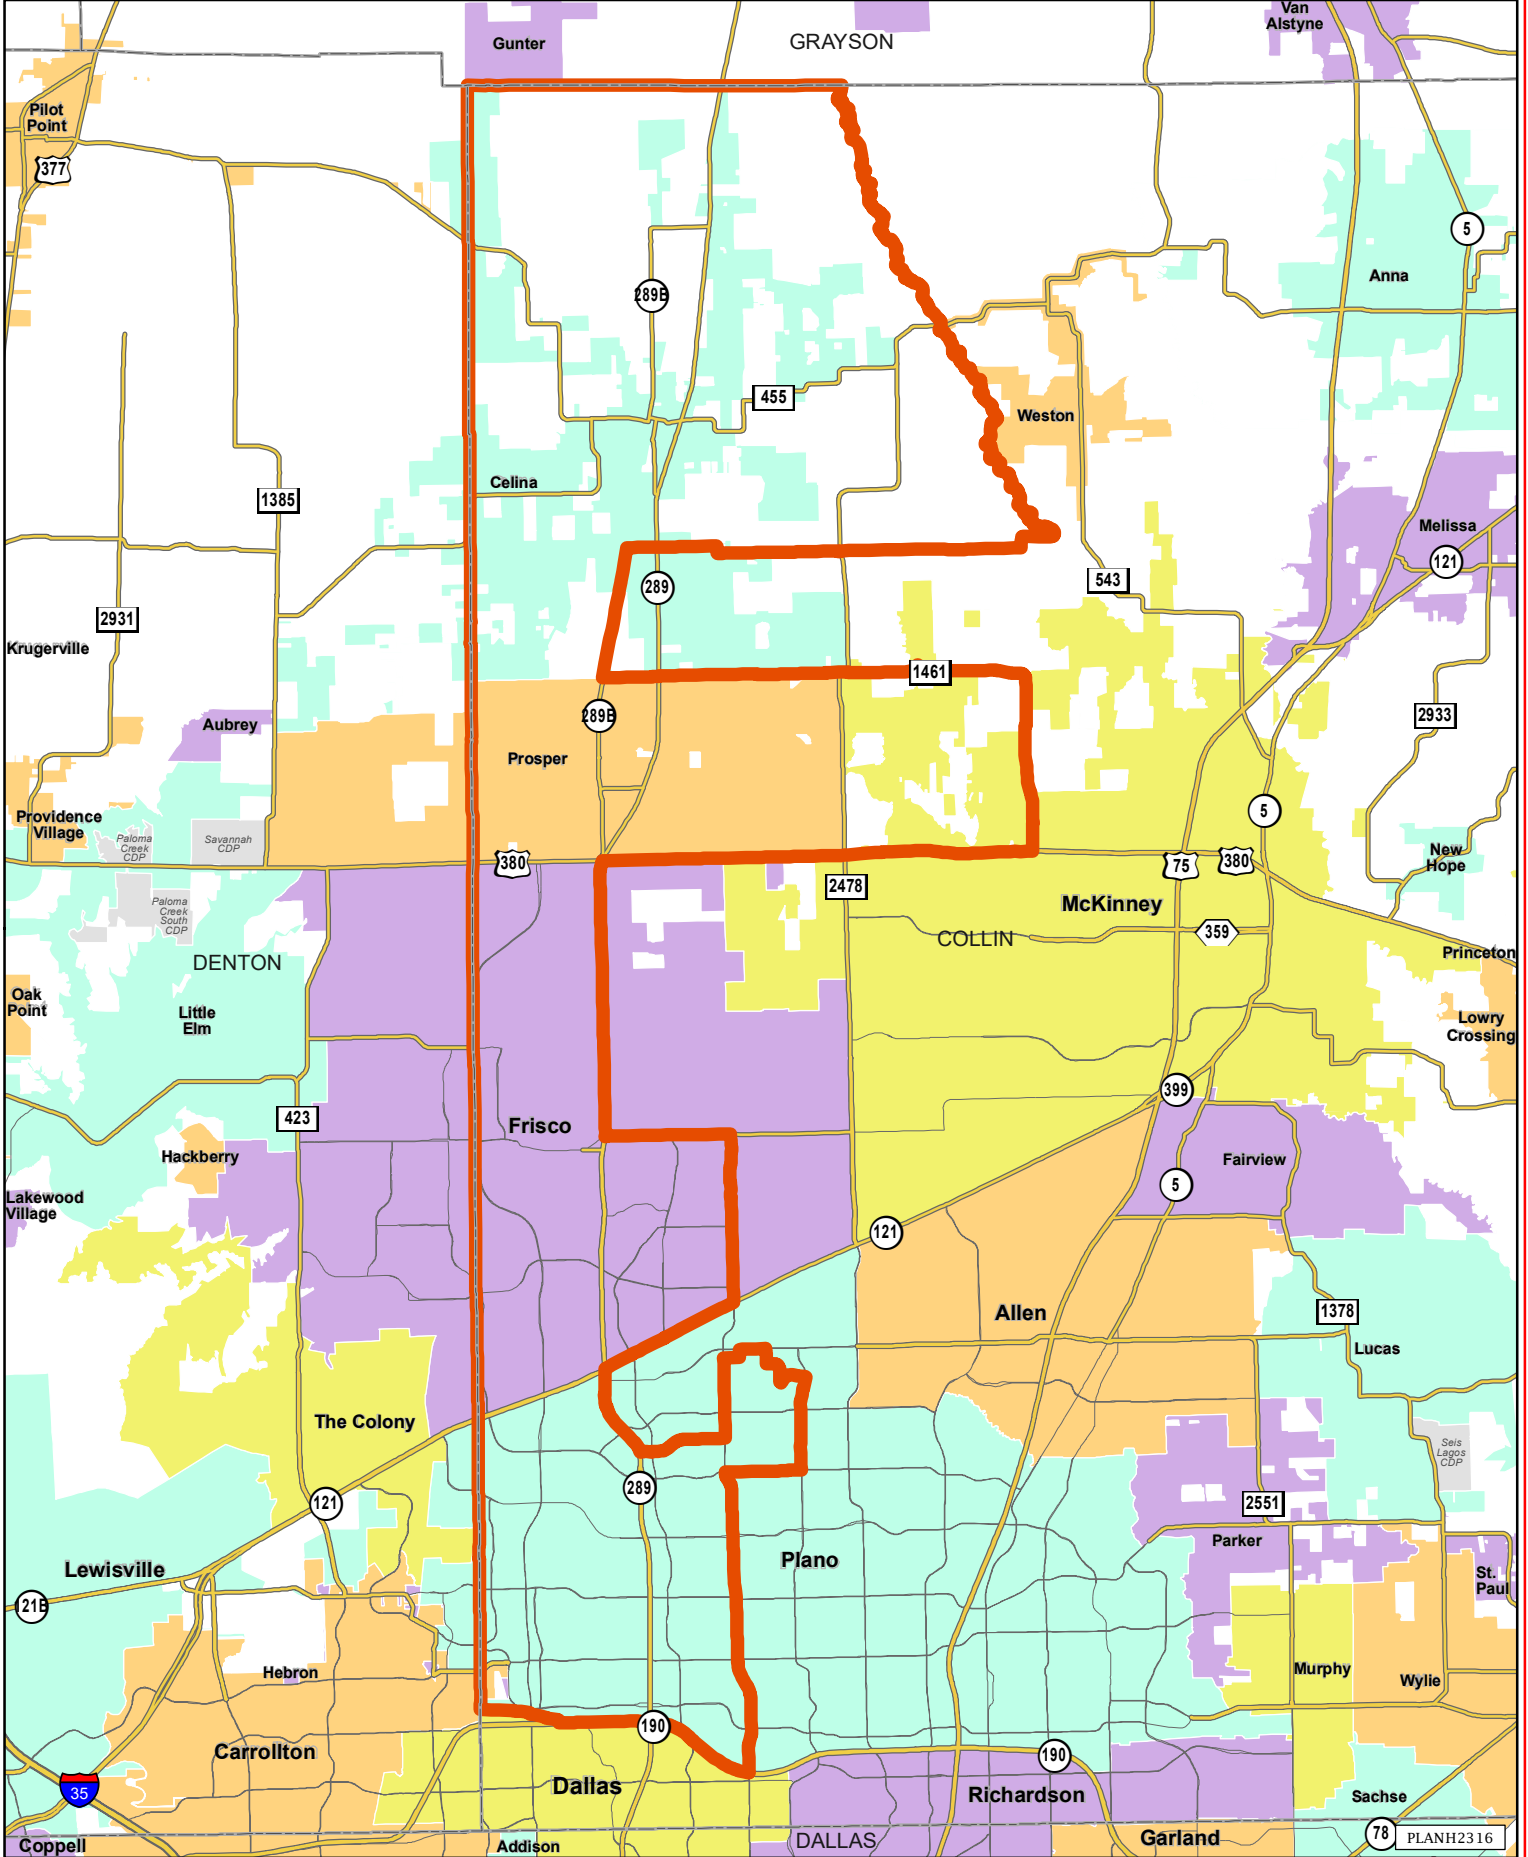 Van
Alstyne
Gunter
GRAYSON
Pilot
Point
377
5
Anna
289B
455
Weston
Celina
1385
Melissa
121
289
543
2931
Krugerville
1461
289B
2933
Aubrey
Prosper
Providence
Village
Paloma
Creek
CDP
Savannah
CDP
5
New
Hope
380
75
380
2478
Paloma
Creek
South
CDP
McKinney
359
COLLIN
DENTON
Princeton
Oak
Point
Little
Elm
Lowry
Crossing
399
423
Frisco
Hackberry
Fairview
5
Lakewood
Village
121
Allen
1378
Lucas
The Colony
Seis
Lagos
CDP
289
121
2551
Parker
Plano
Lewisville
St.
Paul
121B
Hebron
Murphy
Wylie
190
Carrollton
190
35
Dallas
Richardson
Sachse
Coppell
Addison
DALLAS
Garland
78
PLANH2316